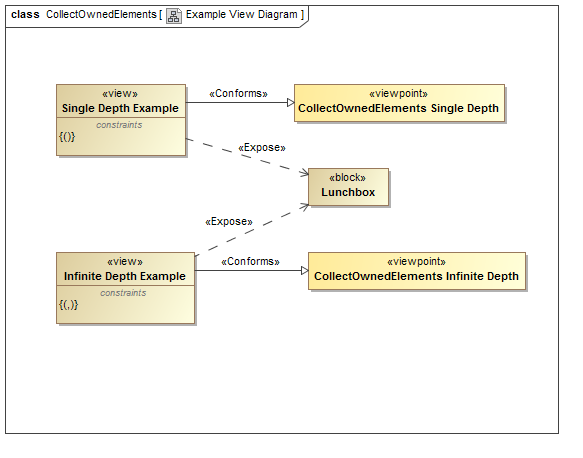 class CollectOwnedElements [ Example View Diagram ]
«view»
Single Depth Example
constraints
{()}
«Conforms»
«viewpoint»
CollectOwnedElements Single Depth
«Expose»
«block»
Lunchbox
«Expose»
«view»
Infinite Depth Example
constraints
{(,)}
«Conforms»
«viewpoint»
CollectOwnedElements Infinite Depth